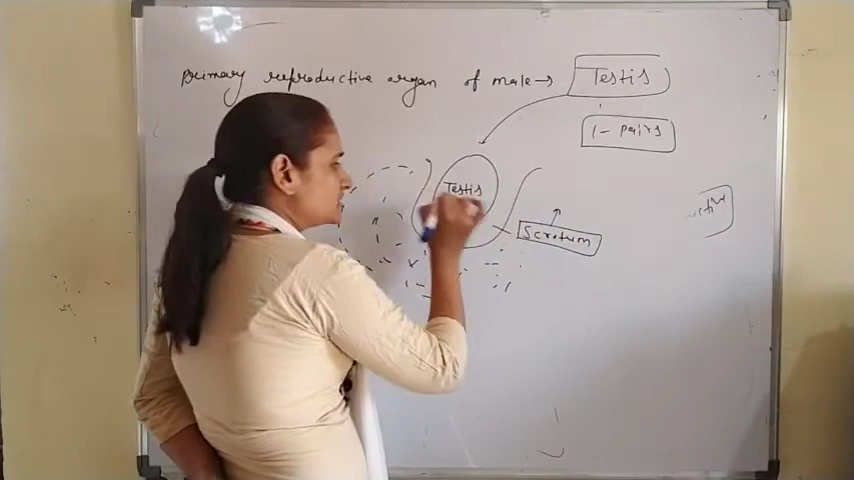 primary reproductive organ of male → Testis
1 - pairs
Testis
Scrotum